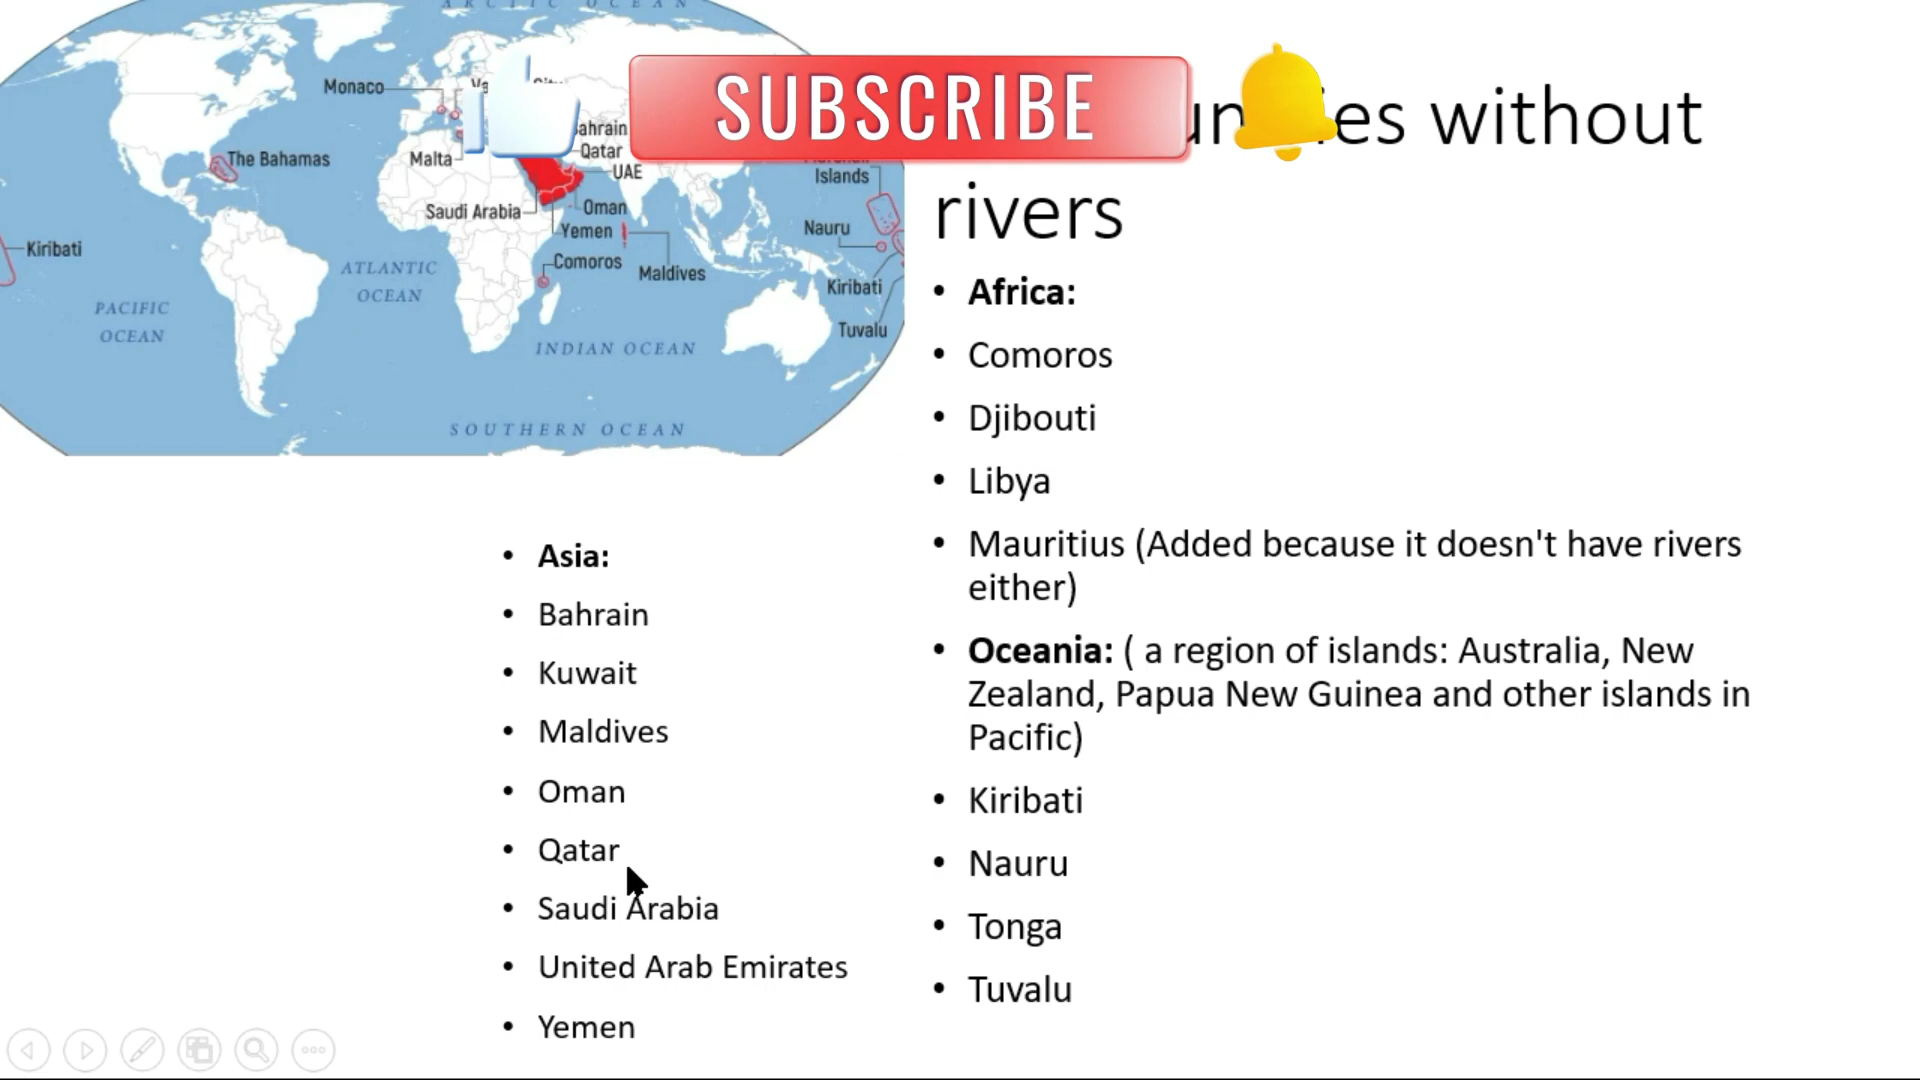 ARCTIC OCEAN
Monaco
The Bahamas
Malta
Bahrain
Qatar
UAE
Saudi Arabia
Oman
Yemen
Comoros
Maldives
Islands
Nauru
Kiribati
Kiribati
Tuvalu
ATLANTIC
OCEAN
PACIFIC
OCEAN
INDIAN OCEAN
SOUTHERN OCEAN
SUBSCRIBE
without
rivers
• Africa:
• Comoros
• Djibouti
• Libya
• Mauritius (Added because it doesn't have rivers
either)
• Oceania: ( a region of islands: Australia, New
Zealand, Papua New Guinea and other islands in
Pacific)
• Kiribati
• Nauru
• Tonga
• Tuvalu
• Asia:
• Bahrain
• Kuwait
• Maldives
• Oman
• Qatar
• Saudi Arabia
• United Arab Emirates
• Yemen